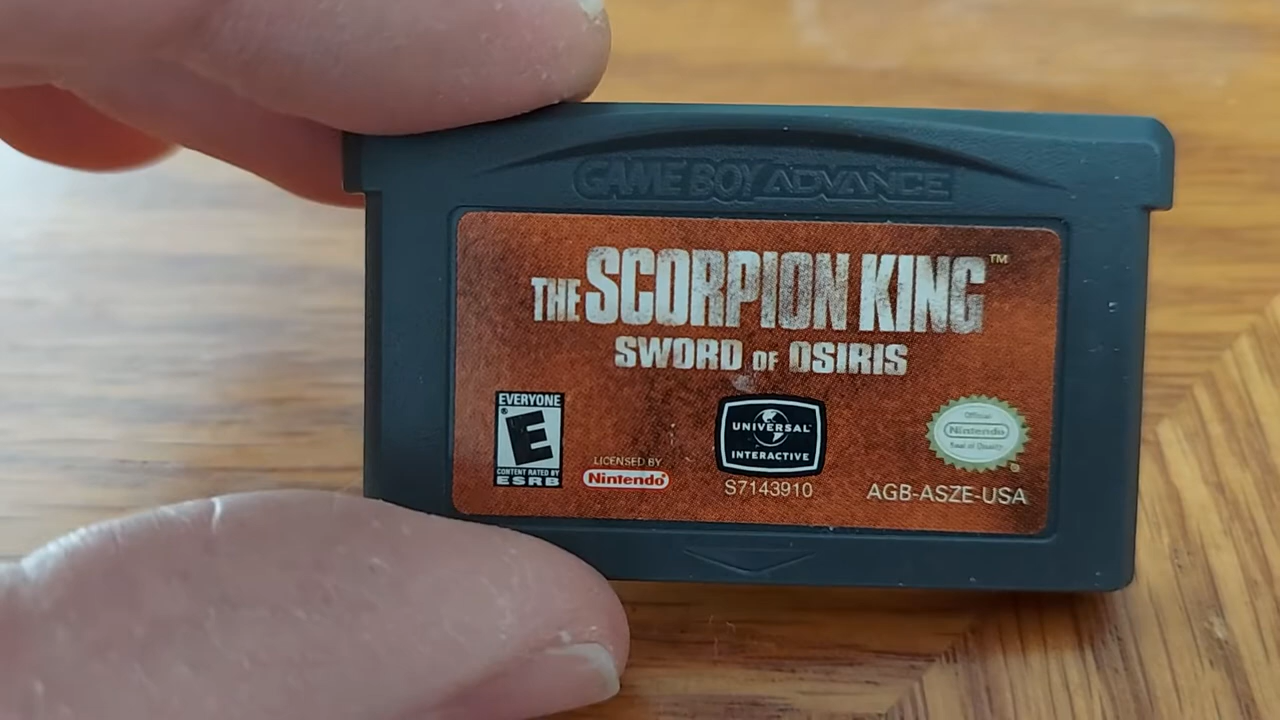 GAME BOY ADVANCE
THE SCORPION KING™
SWORD OF OSIRIS
EVERYONE
E
®
CONTENT RATED BY
ESRB
LICENSED BY
Nintendo®
UNIVERSAL™
INTERACTIVE
S7143910
Official
Nintendo
Seal of Quality
®
AGB-ASZE-USA